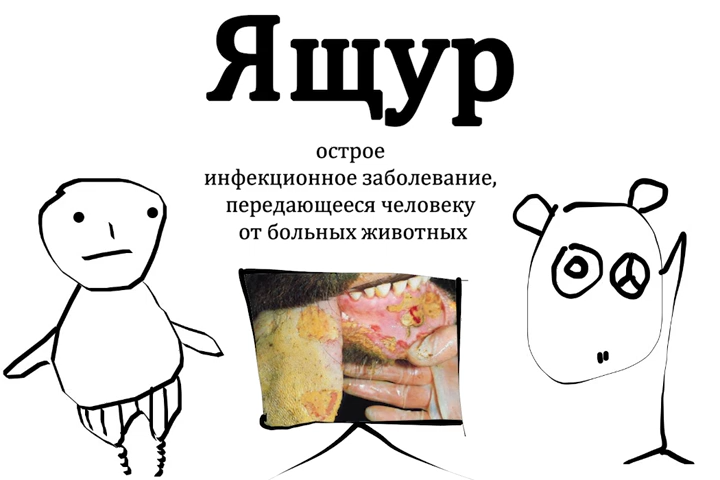 Ящур
острое
инфекционное заболевание,
передающееся человеку
от больных животных